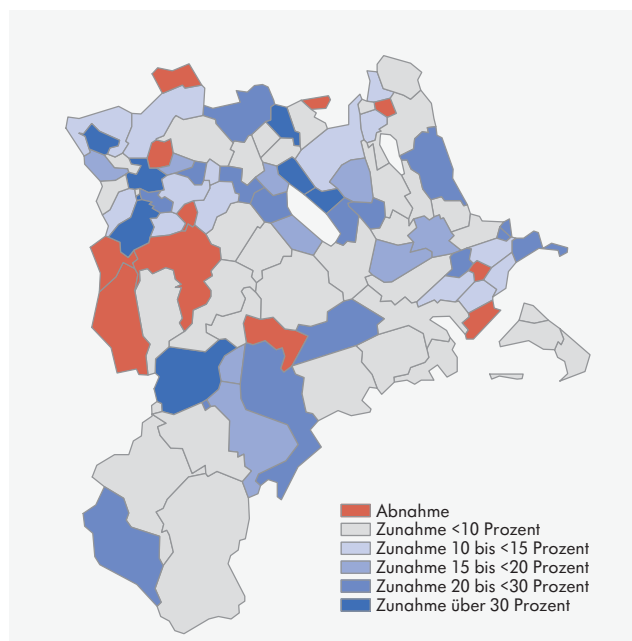 Abnahme
Zunahme <10 Prozent
Zunahme 10 bis <15 Prozent
Zunahme 15 bis <20 Prozent
Zunahme 20 bis <30 Prozent
Zunahme über 30 Prozent